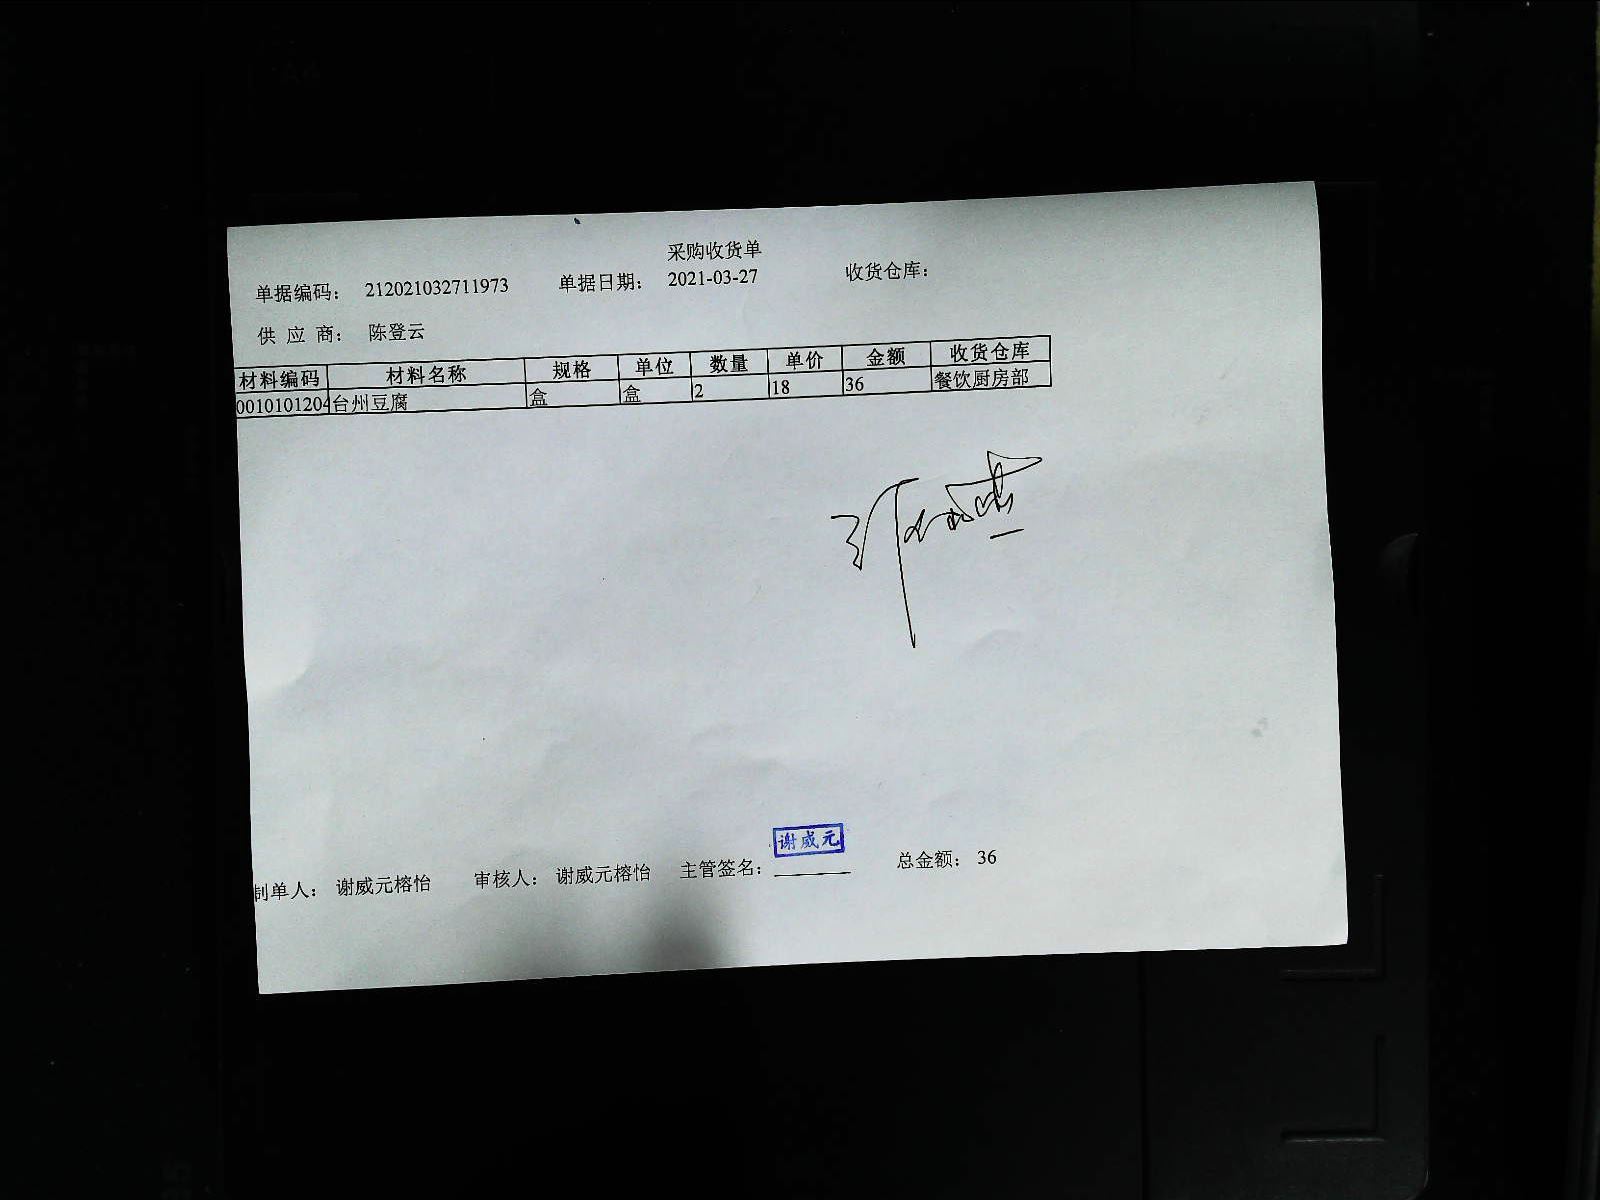 采购收货单
单据编码： 212021032711973 单据日期： 2021-03-27 收货仓库：
供 应 商： 陈登云
材料编码 材料名称 规格 单位 数量 单价 金额 收货仓库
0010101204 台州豆腐 盒 盒 2 18 36 餐饮厨房部
谢威元
制单人： 谢威元榕怡 审核人： 谢威元榕怡 主管签名： 总金额： 36